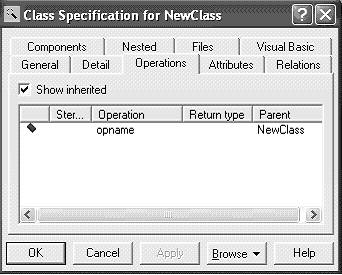 Class Specification for NewClass
Components Nested Files Visual Basic
General Detail Operations Attributes Relations
Show inherited
Ster... Operation Return type Parent
opname NewClass
OK Cancel Apply Browse Help